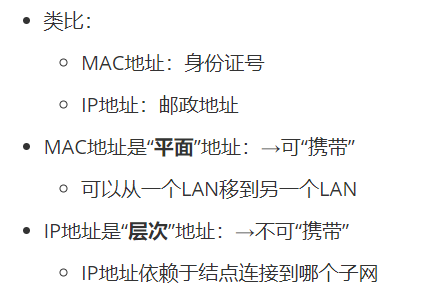 类比：
MAC地址：身份证号
IP地址：邮政地址
MAC地址是“平面”地址：→可“携带”
可以从一个LAN移到另一个LAN
IP地址是“层次”地址：→不可“携带”
IP地址依赖于结点连接到哪个子网